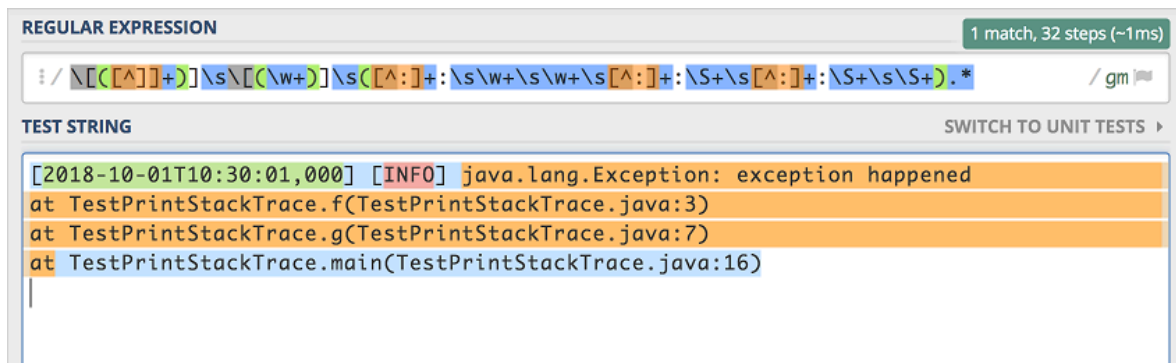 REGULAR EXPRESSION
1 match, 32 steps (~1ms)
/ \[([^]]+)]\s\[(\w+)]\s([^:]+:\s\w+\s\w+\s[^:]+:\S+\s[^:]+:\S+\s\S+).* / gm
TEST STRING
SWITCH TO UNIT TESTS
[2018-10-01T10:30:01,000] [INFO] java.lang.Exception: exception happened
at TestPrintStackTrace.f(TestPrintStackTrace.java:3)
at TestPrintStackTrace.g(TestPrintStackTrace.java:7)
at TestPrintStackTrace.main(TestPrintStackTrace.java:16)